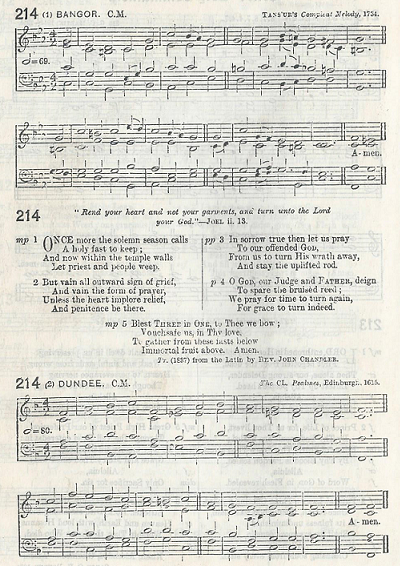 214 (1) BANGOR. C.M. TANS'UR'S Compleat Melody, 1734.
=69.
A-men.
214 "Rend your heart and not your garments, and turn unto the Lord
your God."—JOEL ii. 13.
mp 1 ONCE more the solemn season calls
A holy fast to keep;
And now within the temple walls
Let priest and people weep.
2 But vain all outward sign of grief,
And vain the form of prayer,
Unless the heart implore relief,
And penitence be there.
pp 3 In sorrow true then let us pray
To our offended GOD,
From us to turn His wrath away,
And stay the uplifted rod.
p 4 O GOD, our Judge and FATHER, deign
To spare the bruised reed;
We pray for time to turn again,
For grace to turn indeed.
mp 5 Blest THREE in ONE, to Thee we bow;
Vouchsafe us, in Thy love,
To gather from these fasts below
Immortal fruit above. Amen.
Tr. (1837) from the Latin by REV. JOHN CHANDLER.
214 (2) DUNDEE. C.M. The CL. Psalmes, Edinburgh, 1615.
=80.
A-men.